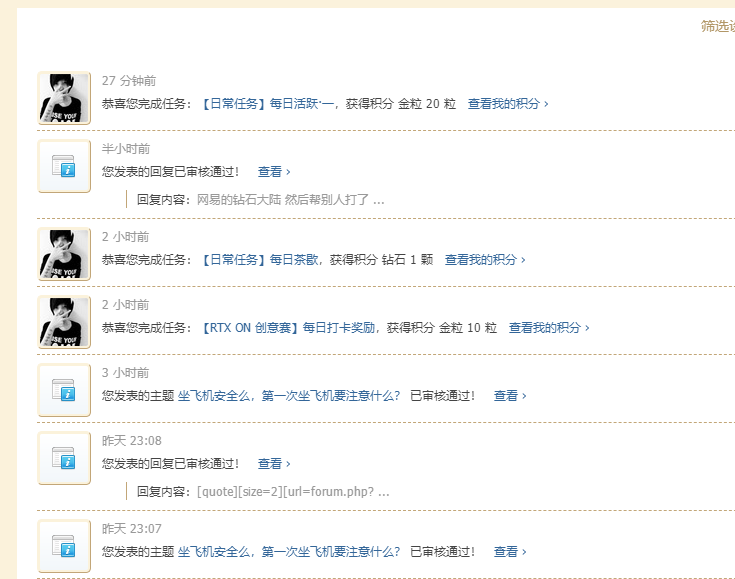 筛选
27 分钟前
恭喜您完成任务：【日常任务】每日活跃·一，获得积分 金粒 20 粒 查看我的积分 ›
半小时前
您发表的回复已审核通过！ 查看 ›
回复内容：网易的钻石大陆 然后帮别人打了 ...
2 小时前
恭喜您完成任务：【日常任务】每日茶歇，获得积分 钻石 1 颗 查看我的积分 ›
2 小时前
恭喜您完成任务：【RTX ON 创意赛】每日打卡奖励，获得积分 金粒 10 粒 查看我的积分 ›
3 小时前
您发表的主题 坐飞机安全么，第一次坐飞机要注意什么？ 已审核通过！ 查看 ›
昨天 23:08
您发表的回复已审核通过！ 查看 ›
回复内容：[quote][size=2][url=forum.php? ...
昨天 23:07
您发表的主题 坐飞机安全么，第一次坐飞机要注意什么？ 已审核通过！ 查看 ›